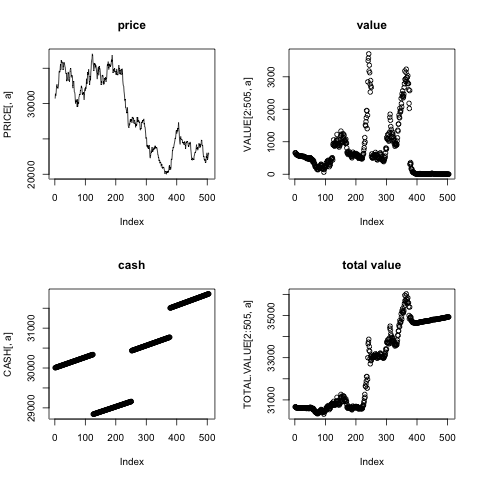 price
PRICE[, a]
20000 30000
0 100 200 300 400 500
Index
value
VALUE[2:505, a]
0 1000 2000 3000
0 100 200 300 400 500
Index
cash
CASH[, a]
29000 30000 31000
0 100 200 300 400 500
Index
total value
TOTAL.VALUE[2:505, a]
31000 33000 35000
0 100 200 300 400 500
Index